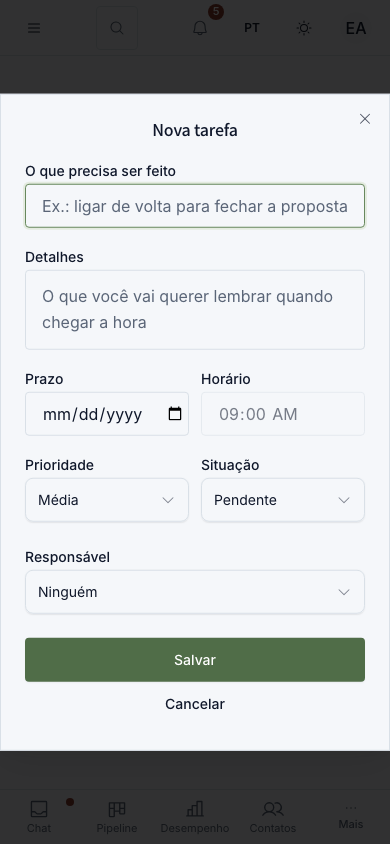 5
PT
EA
Nova tarefa
O que precisa ser feito
Ex.: ligar de volta para fechar a proposta
Detalhes
O que você vai querer lembrar quando
chegar a hora
Prazo
Horário
mm/dd/yyyy
09:00 AM
Prioridade
Situação
Média
Pendente
Responsável
Ninguém
Salvar
Cancelar
Chat
Pipeline
Desempenho
Contatos
Mais